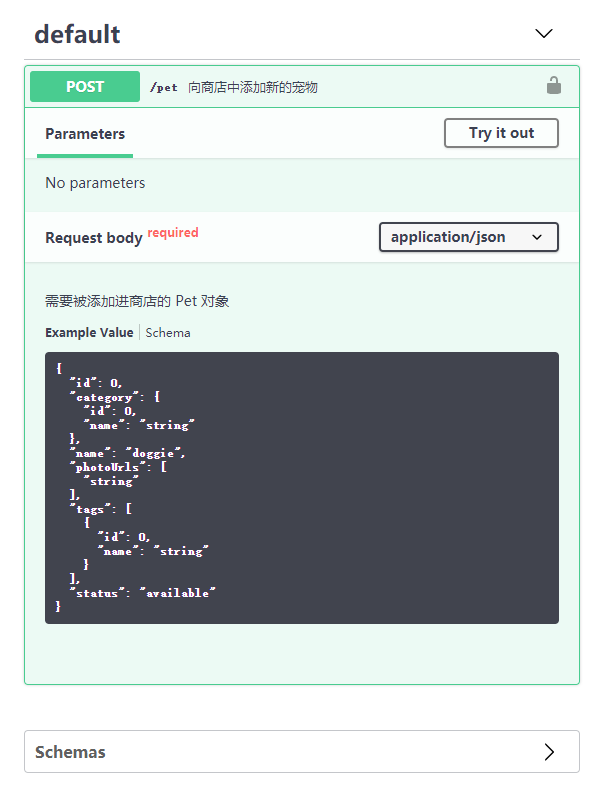 default
POST /pet 向商店中添加新的宠物
Parameters Try it out
No parameters
Request body required application/json
需要被添加进商店的 Pet 对象
Example Value Schema
{
  "id": 0,
  "category": {
    "id": 0,
    "name": "string"
  },
  "name": "doggie",
  "photoUrls": [
    "string"
  ],
  "tags": [
    {
      "id": 0,
      "name": "string"
    }
  ],
  "status": "available"
}
Schemas